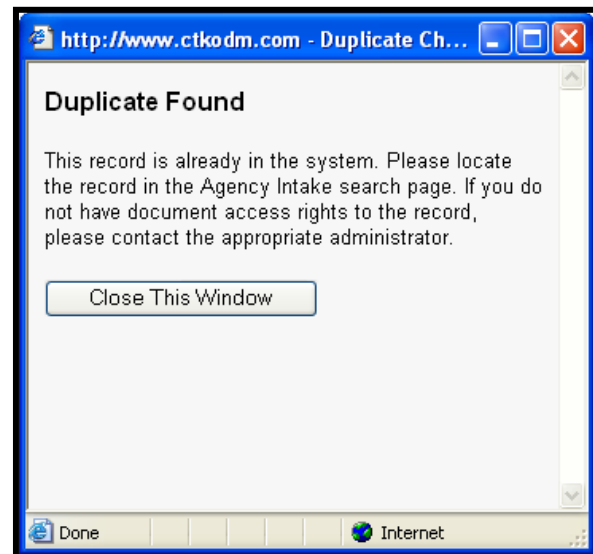 http://www.ctkodm.com - Duplicate Ch...
Duplicate Found
This record is already in the system. Please locate
the record in the Agency Intake search page. If you do
not have document access rights to the record,
please contact the appropriate administrator.
Close This Window
Done
Internet